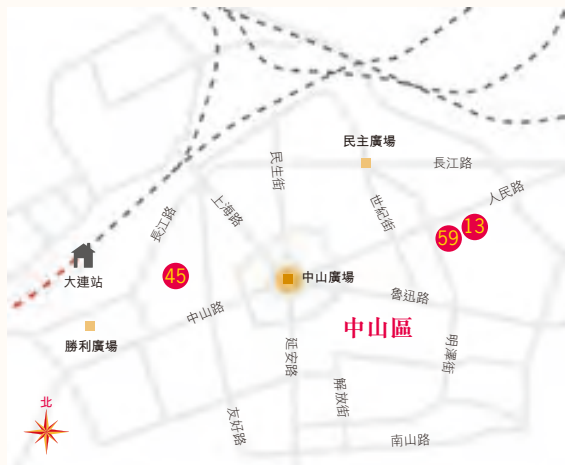 民主廣場
長江路
民生街
人民路
世紀街
上海路
長江路
13
59
大連站
45
中山廣場
魯迅路
中山路
中山區
勝利廣場
延安路
明澤街
北
解放街
友好路
南山路